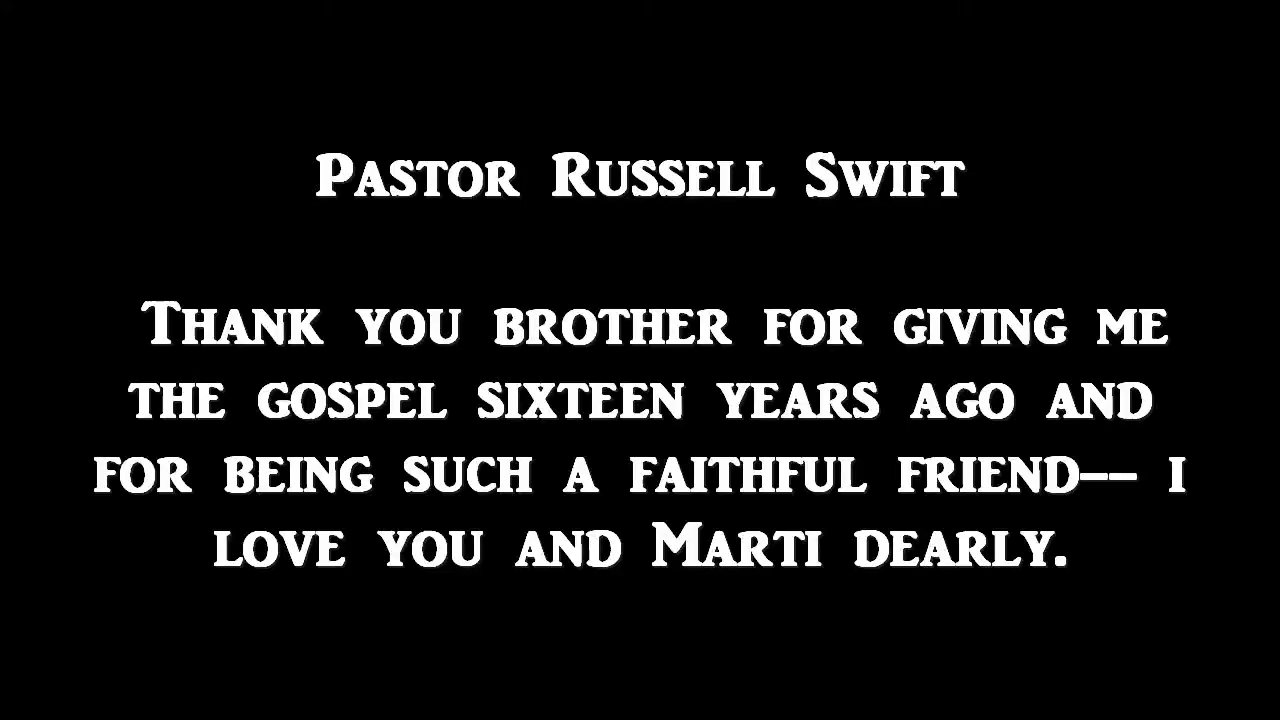 Pastor Russell Swift
Thank you brother for giving me
the gospel sixteen years ago and
for being such a faithful friend-- i
love you and Marti dearly.